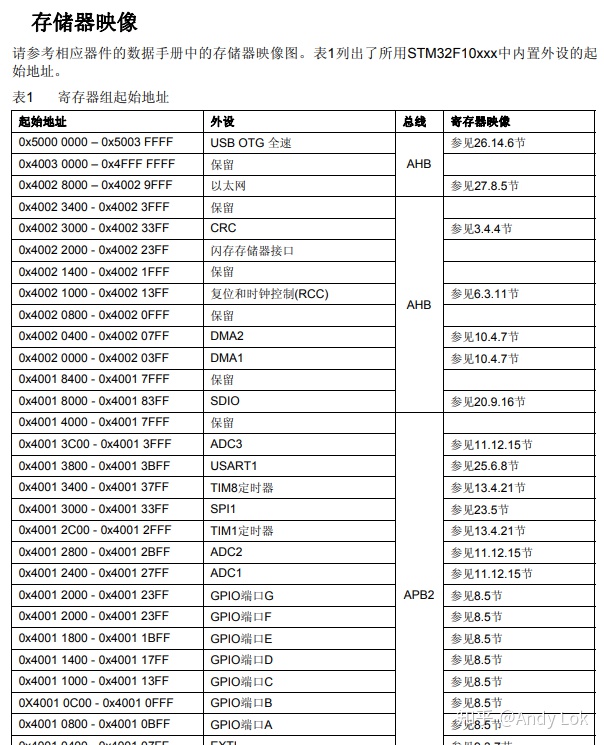 存储器映像
请参考相应器件的数据手册中的存储器映像图。表1列出了所用STM32F10xxx中内置外设的起
始地址。
表1 寄存器组起始地址
起始地址 外设 总线 寄存器映像
0x5000 0000 – 0x5003 FFFF USB OTG 全速 AHB 参见26.14.6节
0x4003 0000 – 0x4FFF FFFF 保留
0x4002 8000 – 0x4002 9FFF 以太网 参见27.8.5节
0x4002 3400 - 0x4002 3FFF 保留 AHB
0x4002 3000 - 0x4002 33FF CRC 参见3.4.4节
0x4002 2000 - 0x4002 23FF 闪存存储器接口
0x4002 1400 - 0x4002 1FFF 保留
0x4002 1000 - 0x4002 13FF 复位和时钟控制(RCC) 参见6.3.11节
0x4002 0800 - 0x4002 0FFF 保留
0x4002 0400 - 0x4002 07FF DMA2 参见10.4.7节
0x4002 0000 - 0x4002 03FF DMA1 参见10.4.7节
0x4001 8400 - 0x4001 7FFF 保留
0x4001 8000 - 0x4001 83FF SDIO 参见20.9.16节
0x4001 4000 - 0x4001 7FFF 保留 APB2
0x4001 3C00 - 0x4001 3FFF ADC3 参见11.12.15节
0x4001 3800 - 0x4001 3BFF USART1 参见25.6.8节
0x4001 3400 - 0x4001 37FF TIM8定时器 参见13.4.21节
0x4001 3000 - 0x4001 33FF SPI1 参见23.5节
0x4001 2C00 - 0x4001 2FFF TIM1定时器 参见13.4.21节
0x4001 2800 - 0x4001 2BFF ADC2 参见11.12.15节
0x4001 2400 - 0x4001 27FF ADC1 参见11.12.15节
0x4001 2000 - 0x4001 23FF GPIO端口G 参见8.5节
0x4001 2000 - 0x4001 23FF GPIO端口F 参见8.5节
0x4001 1800 - 0x4001 1BFF GPIO端口E 参见8.5节
0x4001 1400 - 0x4001 17FF GPIO端口D 参见8.5节
0x4001 1000 - 0x4001 13FF GPIO端口C 参见8.5节
0X4001 0C00 - 0x4001 0FFF GPIO端口B 参见8.5节
0x4001 0800 - 0x4001 0BFF GPIO端口A 参见8.5节
知乎 @Andy Lok